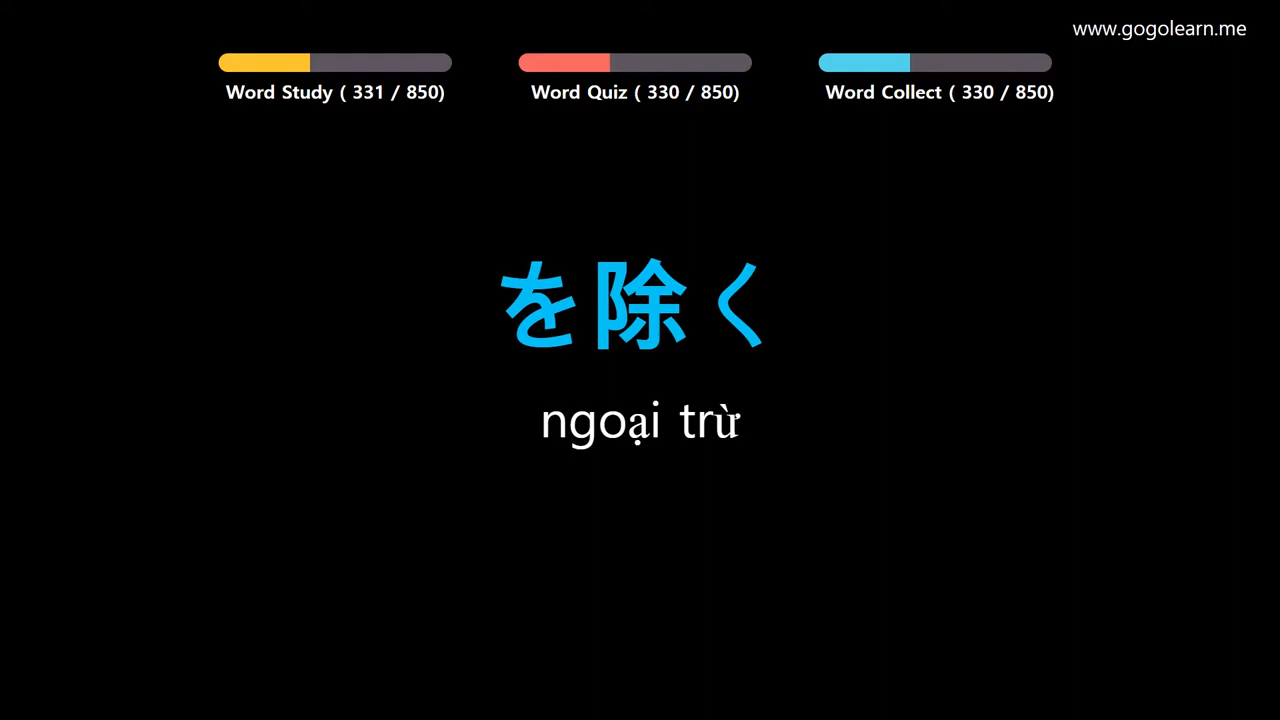 www.gogolearn.me
Word Study ( 331 / 850)
Word Quiz ( 330 / 850)
Word Collect ( 330 / 850)
を除く
ngoại trừ